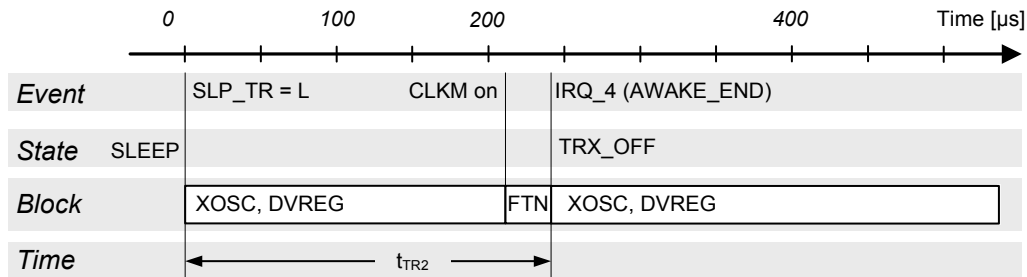 0 100 200 400 Time [µs]
Event SLP_TR = L CLKM on IRQ_4 (AWAKE_END)
State SLEEP TRX_OFF
Block XOSC, DVREG FTN XOSC, DVREG
Time tTR2